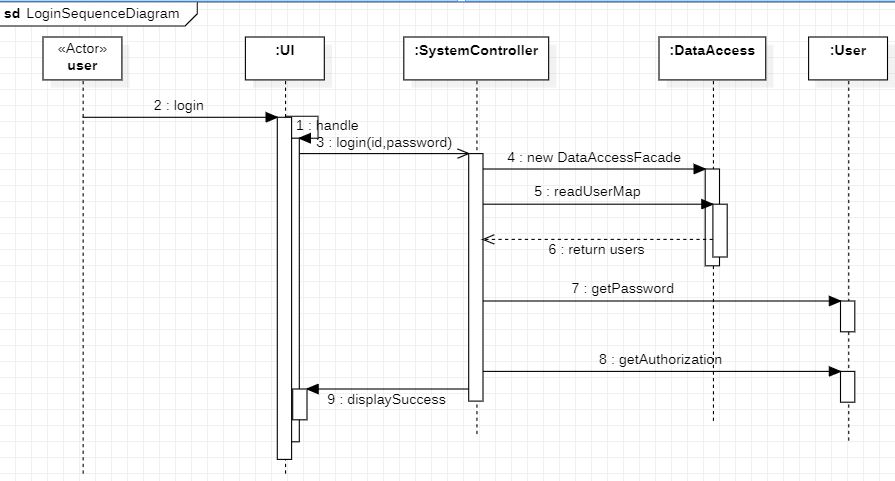 sd LoginSequenceDiagram
«Actor»
user
:UI
:SystemController
:DataAccess
:User
2 : login
1 : handle
3 : login(id,password)
4 : new DataAccessFacade
5 : readUserMap
6 : return users
7 : getPassword
8 : getAuthorization
9 : displaySuccess